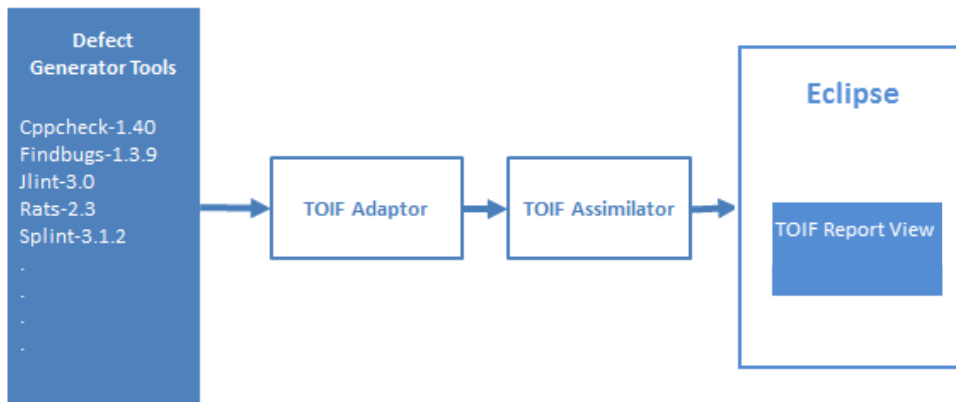 Defect
Generator Tools
Cppcheck-1.40
Findbugs-1.3.9
Jlint-3.0
Rats-2.3
Splint-3.1.2
.
.
.
.
TOIF Adaptor
TOIF Assimilator
Eclipse
TOIF Report View